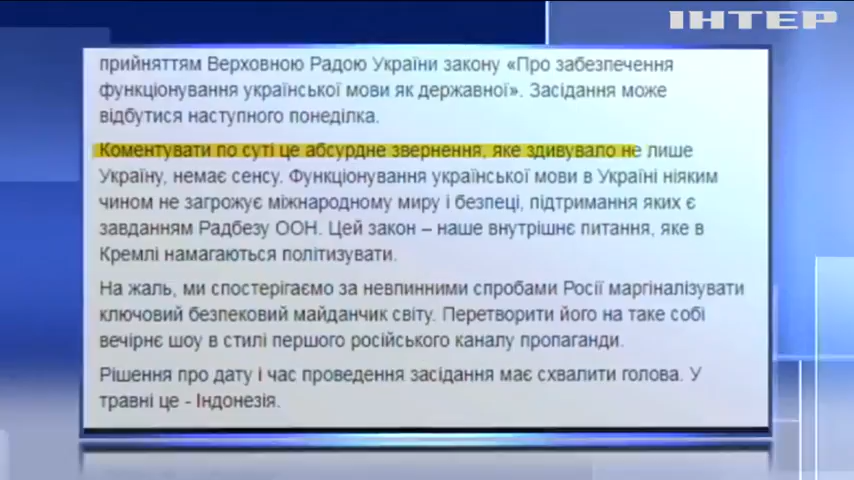 ІНТЕР
прийняттям Верховною Радою України закону «Про забезпечення
функціонування української мови як державної». Засідання може
відбутися наступного понеділка.
Коментувати по суті це абсурдне звернення, яке здивувало не лише
Україну, немає сенсу. Функціонування української мови в Україні ніяким
чином не загрожує міжнародному миру і безпеці, підтримання яких є
завданням Радбезу ООН. Цей закон – наше внутрішнє питання, яке в
Кремлі намагаються політизувати.
На жаль, ми спостерігаємо за невпинними спробами Росії маргіналізувати
ключовий безпековий майданчик світу. Перетворити його на таке собі
вечірнє шоу в стилі першого російського каналу пропаганди.
Рішення про дату і час проведення засідання має схвалити голова. У
травні це - Індонезія.